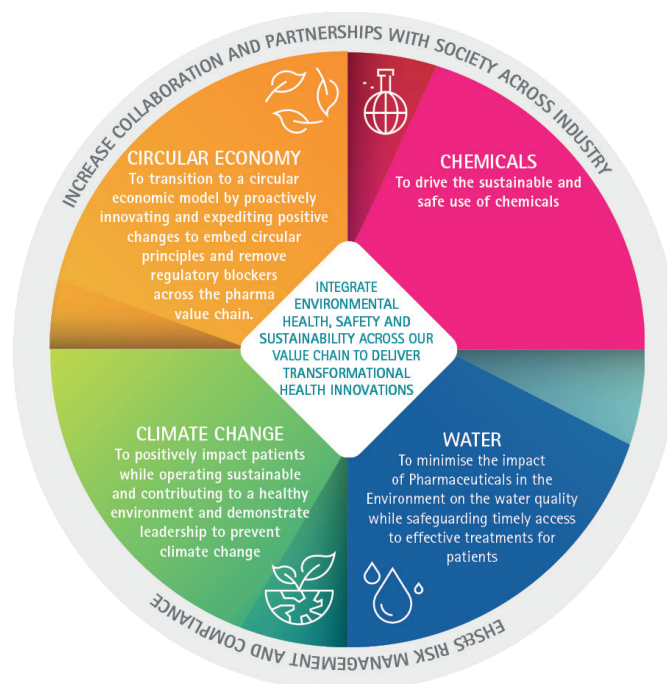 INCREASE COLLABORATION AND PARTNERSHIPS WITH SOCIETY ACROSS INDUSTRY
CIRCULAR ECONOMY
To transition to a circular
economic model by proactively
innovating and expediting positive
changes to embed circular
principles and remove
regulatory blockers
across the pharma
value chain.
CHEMICALS
To drive the sustainable and
safe use of chemicals
INTEGRATE
ENVIRONMENTAL
HEALTH, SAFETY AND
SUSTAINABILITY ACROSS OUR
VALUE CHAIN TO DELIVER
TRANSFORMATIONAL
HEALTH INNOVATIONS
CLIMATE CHANGE
To positively impact patients
while operating sustainable
and contributing to a healthy
environment and demonstrate
leadership to prevent
climate change
WATER
To minimise the impact
of Pharmaceuticals in the
Environment on the water quality
while safeguarding timely access
to effective treatments for
patients
EHS&S RISK MANAGEMENT AND COMPLIANCE